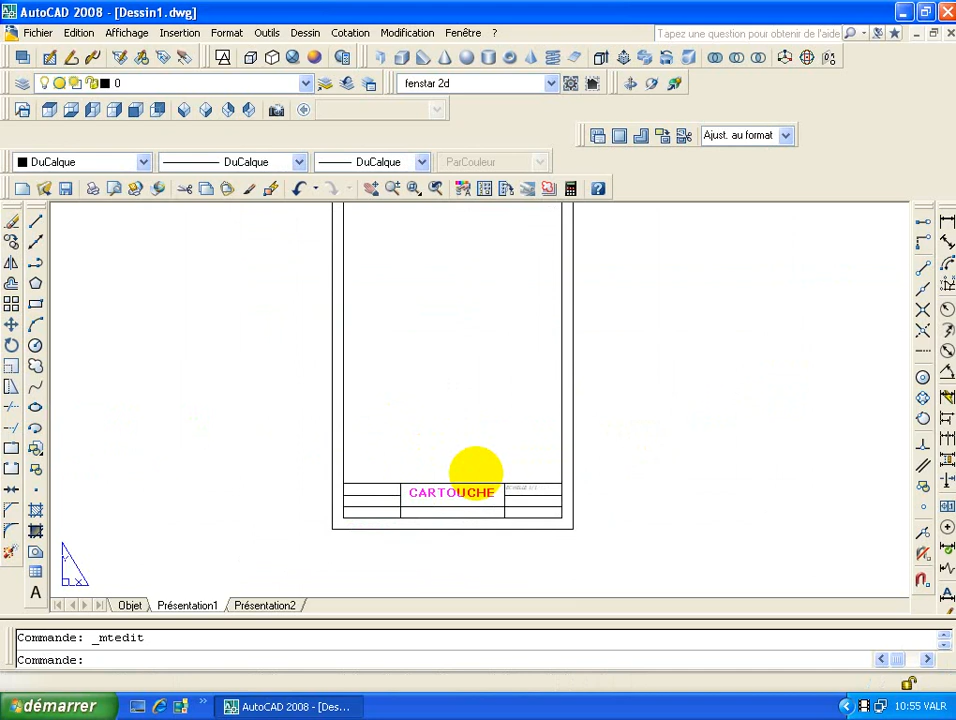 AutoCAD 2008 - [Dessin1.dwg]
Fichier Edition Affichage Insertion Format Outils Dessin Cotation Modification Fenêtre ? Tapez une question pour obtenir de l'aide
0 fenstar 2d
Ajust. au format
DuCalque DuCalque DuCalque ParCouleur
CARTOUCHE
Y
X
Objet Présentation1 Présentation2
Commande: _mtedit
Commande:
démarrer AutoCAD 2008 - [Des... 10:55 VALR